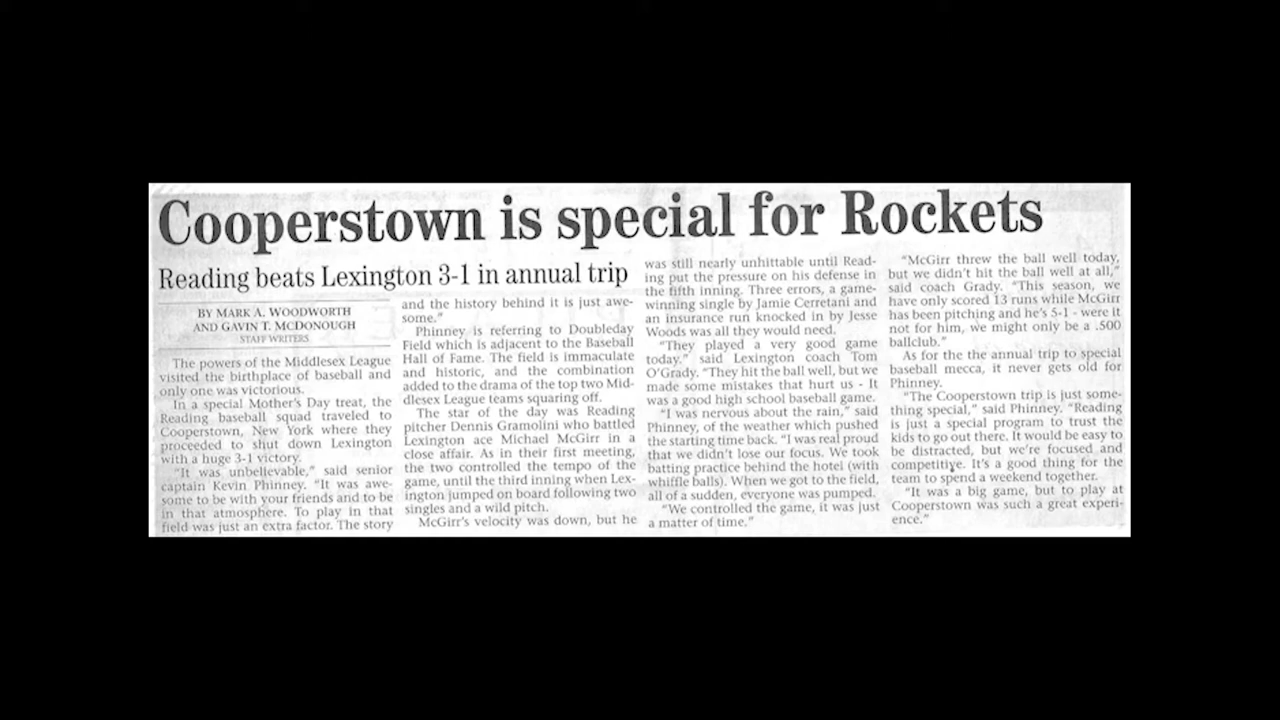 Cooperstown is special for Rockets
Reading beats Lexington 3-1 in annual trip
BY MARK A. WOODWORTH
AND GAVIN T. MCDONOUGH
STAFF WRITERS
The powers of the Middlesex League
visited the birthplace of baseball and
only one was victorious.
In a special Mother's Day treat, the
Reading baseball squad traveled to
Cooperstown, New York where they
proceeded to shut down Lexington
with a huge 3-1 victory.
"It was unbelievable," said senior
captain Kevin Phinney. "It was awe-
some to be with your friends and to be
in that atmosphere. To play in that
field was just an extra factor. The story
and the history behind it is just awe-
some."
Phinney is referring to Doubleday
Field which is adjacent to the Baseball
Hall of Fame. The field is immaculate
and historic, and the combination
added to the drama of the top two Mid-
dlesex League teams squaring off.
The star of the day was Reading
pitcher Dennis Gramolini who battled
Lexington ace Michael McGirr in a
close affair. As in their first meeting,
the two controlled the tempo of the
game, until the third inning when Lex-
ington jumped on board following two
singles and a wild pitch.
McGirr's velocity was down, but he
was still nearly unhittable until Read-
ing put the pressure on his defense in
the fifth inning. Three errors, a game-
winning single by Jamie Cerretani and
an insurance run knocked in by Jesse
Woods was all they would need.
"They played a very good game
today." said Lexington coach Tom
O'Grady. "They hit the ball well, but we
made some mistakes that hurt us - It
was a good high school baseball game.
"I was nervous about the rain," said
Phinney, of the weather which pushed
the starting time back. "I was real proud
that we didn't lose our focus. We took
batting practice behind the hotel (with
whiffle balls). When we got to the field,
all of a sudden, everyone was pumped.
"We controlled the game, it was just
a matter of time."
"McGirr threw the ball well today,
but we didn't hit the ball well at all,"
said coach Grady. "This season, we
have only scored 13 runs while McGirr
has been pitching and he's 5-1 - were it
not for him, we might only be a .500
ballclub."
As for the the annual trip to special
baseball mecca, it never gets old for
Phinney.
"The Cooperstown trip is just some-
thing special," said Phinney. "Reading
is just a special program to trust the
kids to go out there. It would be easy to
be distracted, but we're focused and
competitive. It's a good thing for the
team to spend a weekend together.
"It was a big game, but to play at
Cooperstown was such a great experi-
ence."